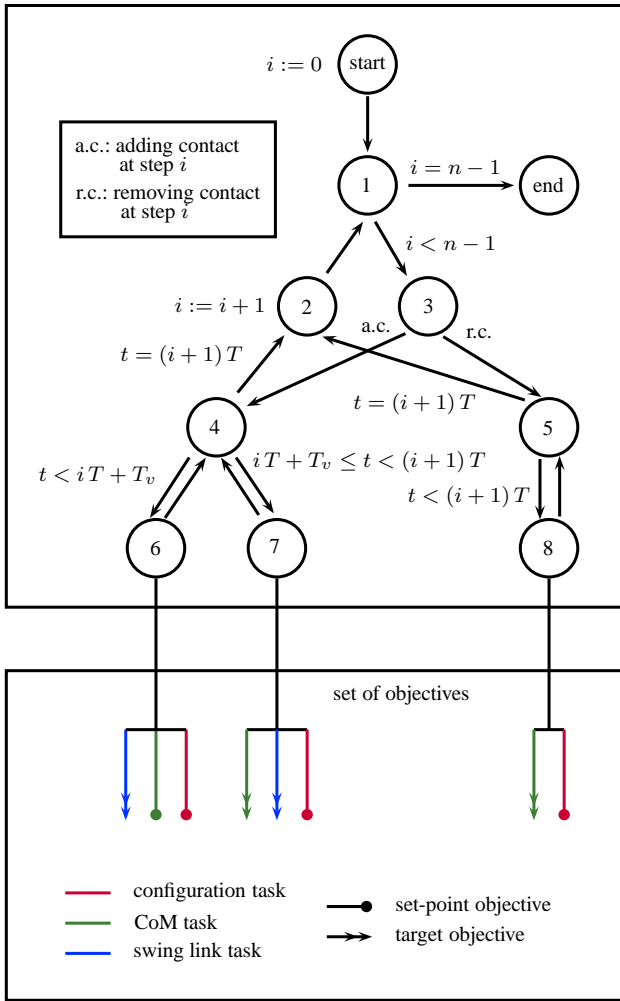 i := 0
start
a.c.: adding contact
at step i
r.c.: removing contact
at step i
1
i = n − 1
end
i < n − 1
i := i + 1
2
3
a.c.
r.c.
t = (i + 1) T
t = (i + 1) T
4
5
t < i T + T_v
i T + T_v ≤ t < (i + 1) T
t < (i + 1) T
6
7
8
set of objectives
configuration task
CoM task
swing link task
set-point objective
target objective